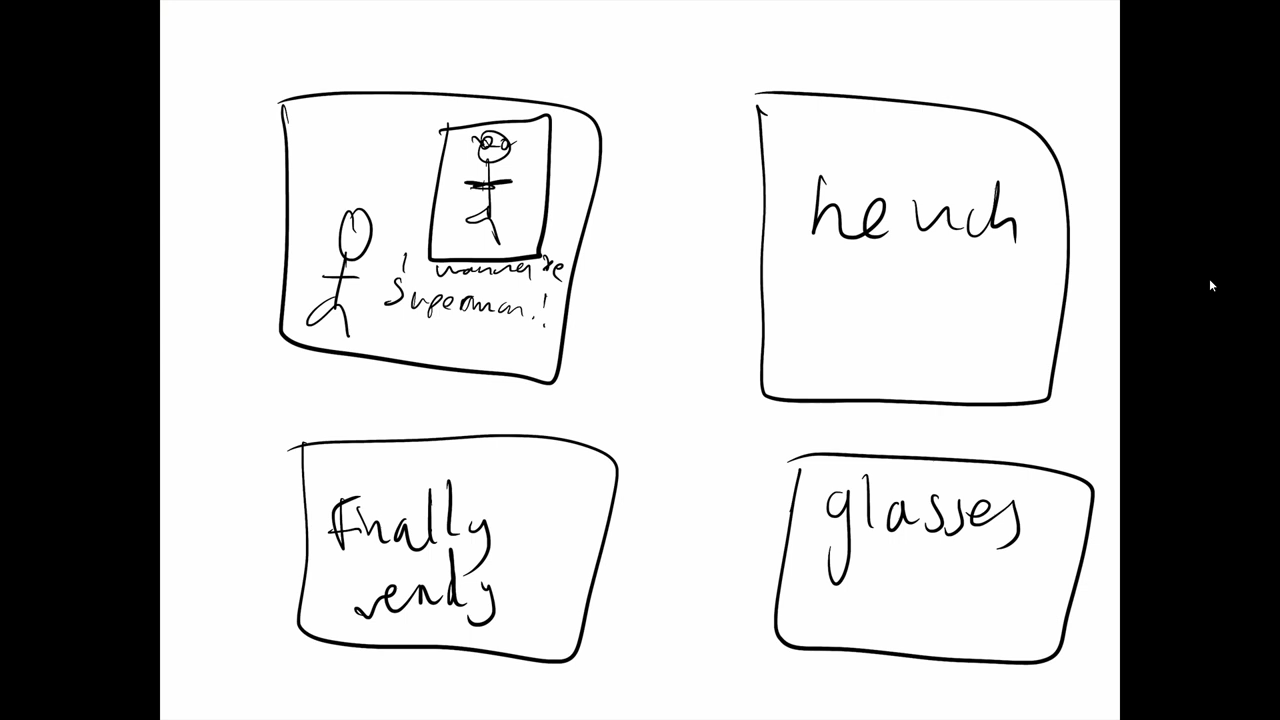 I wanna be
Superman!
hench
Finally
ready
glasses